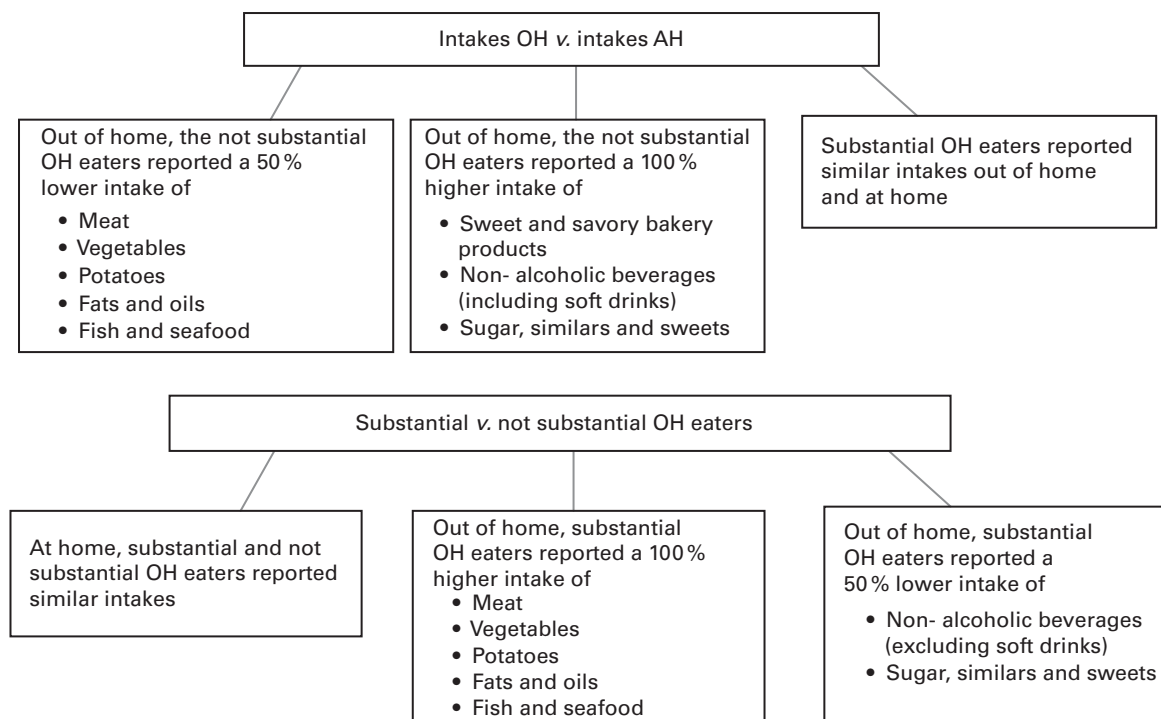 Intakes OH v. intakes AH
Out of home, the not substantial
OH eaters reported a 50 %
lower intake of
• Meat
• Vegetables
• Potatoes
• Fats and oils
• Fish and seafood
Out of home, the not substantial
OH eaters reported a 100 %
higher intake of
• Sweet and savory bakery
products
• Non- alcoholic beverages
(including soft drinks)
• Sugar, similars and sweets
Substantial OH eaters reported
similar intakes out of home
and at home
Substantial v. not substantial OH eaters
At home, substantial and not
substantial OH eaters reported
similar intakes
Out of home, substantial
OH eaters reported a 100 %
higher intake of
• Meat
• Vegetables
• Potatoes
• Fats and oils
• Fish and seafood
Out of home, substantial
OH eaters reported a
50 % lower intake of
• Non- alcoholic beverages
(excluding soft drinks)
• Sugar, similars and sweets